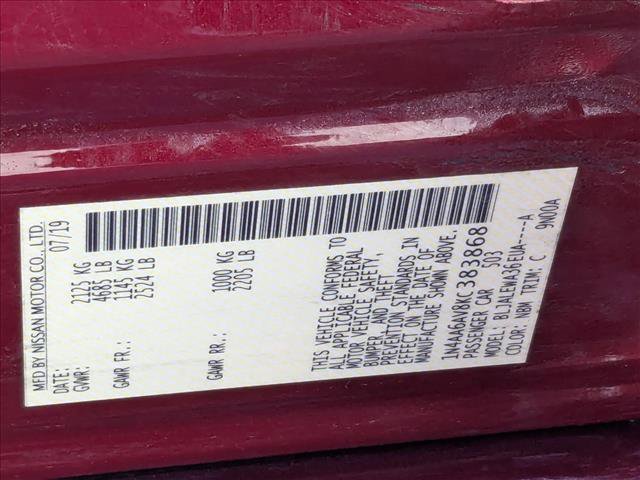 MFD BY NISSAN MOTOR CO., LTD.
DATE: 07/19
GVWR: 2125 KG
4685 LB
GAWR FR.: 1145 KG
2524 LB
GAWR RR.: 1000 KG
2205 LB
THIS VEHICLE CONFORMS TO
ALL APPLICABLE FEDERAL
MOTOR VEHICLE SAFETY,
BUMPER, AND THEFT
PREVENTION STANDARDS IN
EFFECT ON THE DATE OF
MANUFACTURE SHOWN ABOVE.
1N4AA6AV8KC383868
PASSENGER CAR 503
MODEL: BLJALEWA36EUA----A
COLOR: NBM TRIM: C 9N00A